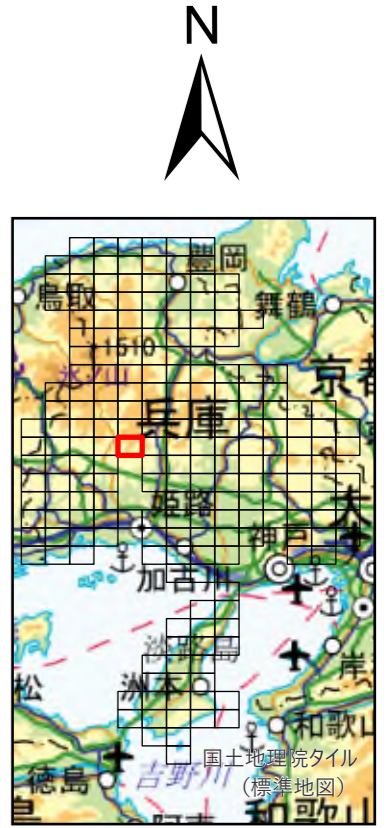 N
豊岡
鳥取
舞鶴
1510
氷ノ山
京都
兵庫
姫路
大
神戸
加古川
淡路島
岸
洲本
松
和歌山
国土地理院タイル
徳島
吉野川
(標準地図)
阿南
和歌山